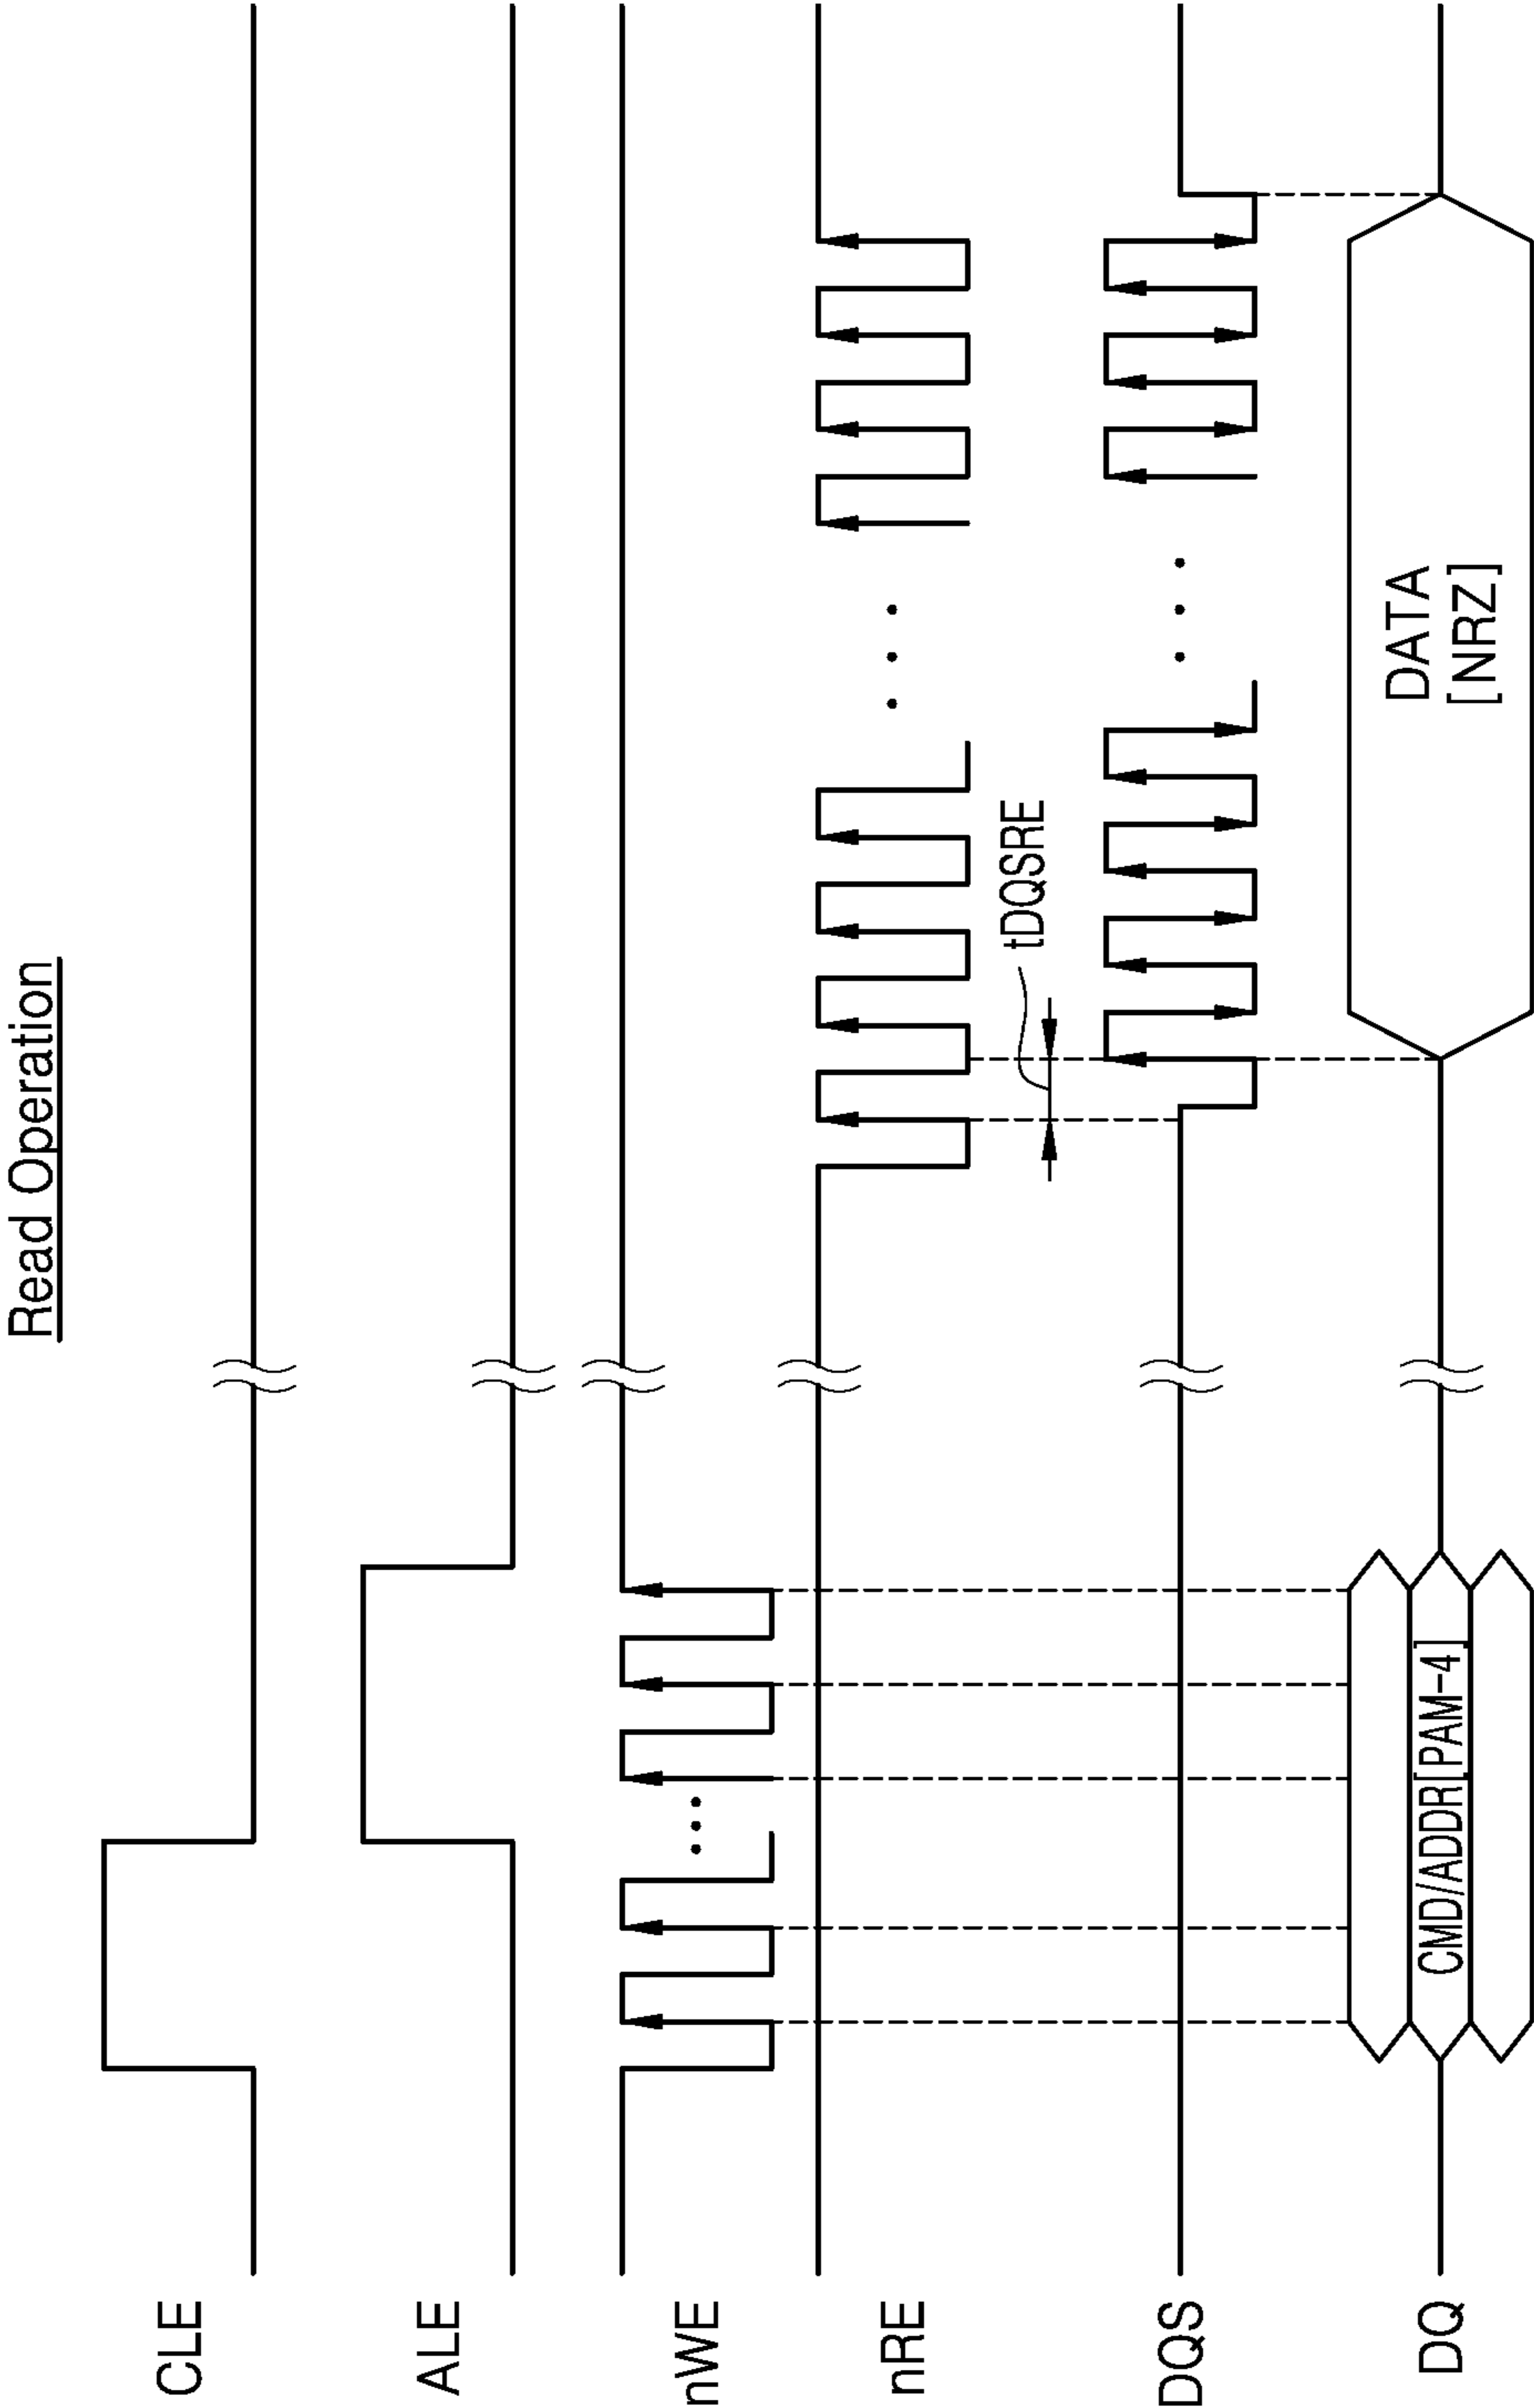 Read Operation
CLE
ALE
nWE
nRE
tDQSRE
DQS
DQ
CMD/ADDR[PAM-4]
DATA
[NRZ]